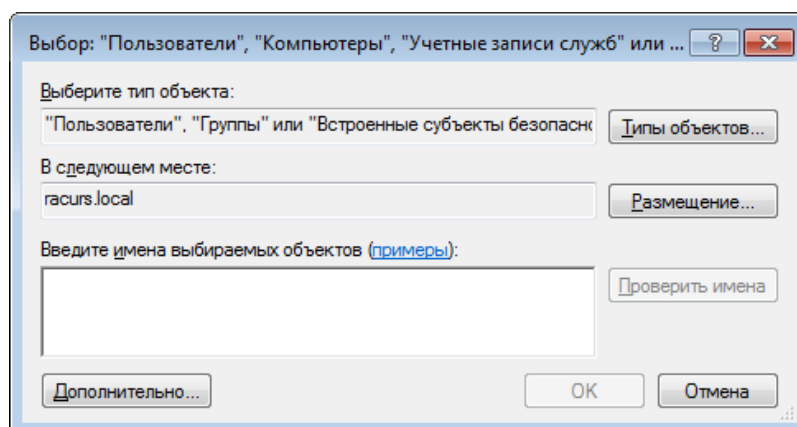 Выбор: "Пользователи", "Компьютеры", "Учетные записи служб" или ...
Выберите тип объекта:
"Пользователи", "Группы" или "Встроенные субъекты безопасно
Типы объектов...
В следующем месте:
racurs.local
Размещение...
Введите имена выбираемых объектов (примеры):
Проверить имена
Дополнительно...
ОК
Отмена